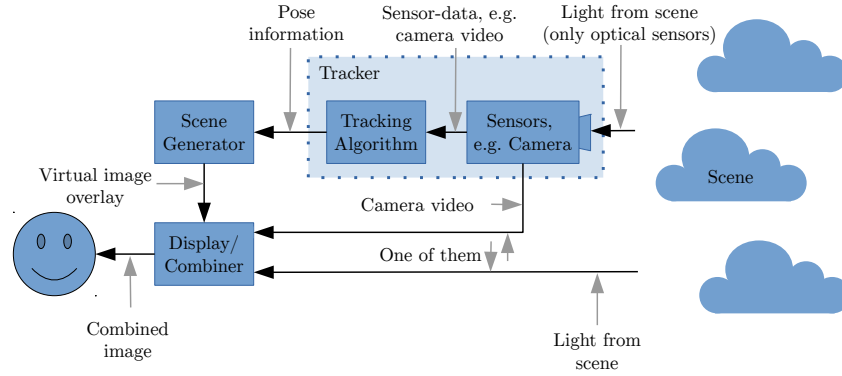 Pose
information
Sensor-data, e.g.
camera video
Light from scene
(only optical sensors)
Tracker
Scene
Generator
Tracking
Algorithm
Sensors,
e.g. Camera
Scene
Virtual image
overlay
Camera video
Display/
Combiner
One of them
Combined
image
Light from
scene